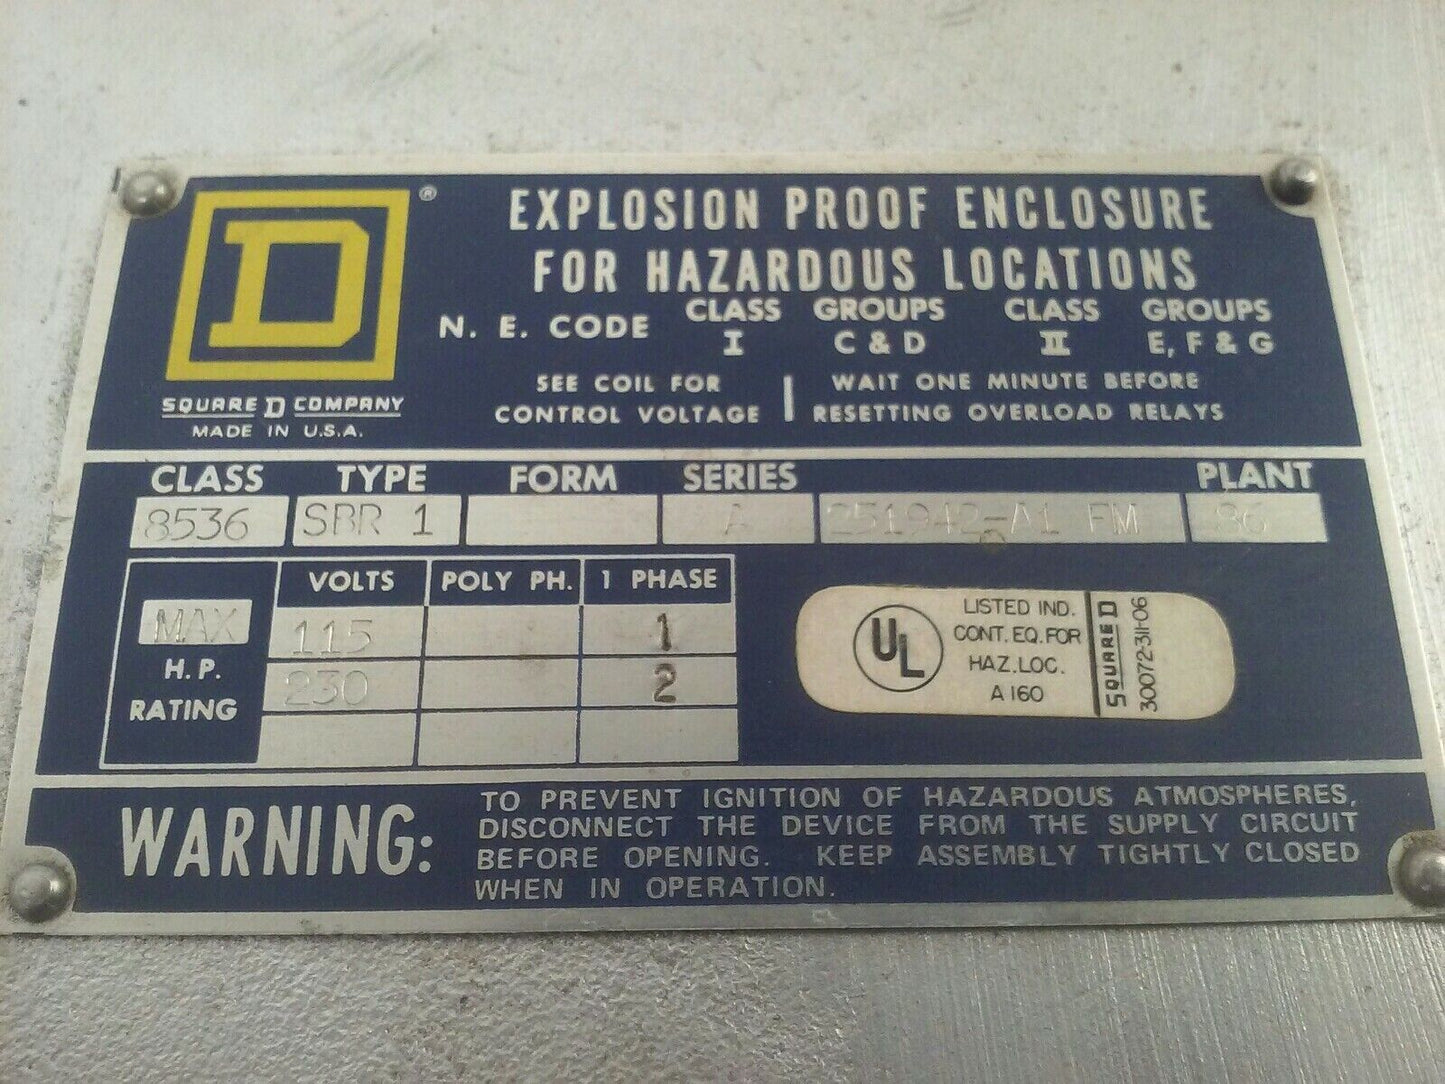 D ®
SQUARE D COMPANY
MADE IN U.S.A.
EXPLOSION PROOF ENCLOSURE
FOR HAZARDOUS LOCATIONS
N. E. CODE CLASS I GROUPS C & D CLASS II GROUPS E, F & G
SEE COIL FOR
CONTROL VOLTAGE
WAIT ONE MINUTE BEFORE
RESETTING OVERLOAD RELAYS
CLASS TYPE FORM SERIES PLANT
8536 SBR 1 A 251942-A1 FM 86
VOLTS POLY PH. 1 PHASE
MAX 115 1
H.P. 230 2
RATING
UL
LISTED IND.
CONT. EQ. FOR
HAZ. LOC.
A160
SQUARE D
30072-311-06
WARNING:
TO PREVENT IGNITION OF HAZARDOUS ATMOSPHERES,
DISCONNECT THE DEVICE FROM THE SUPPLY CIRCUIT
BEFORE OPENING. KEEP ASSEMBLY TIGHTLY CLOSED
WHEN IN OPERATION.